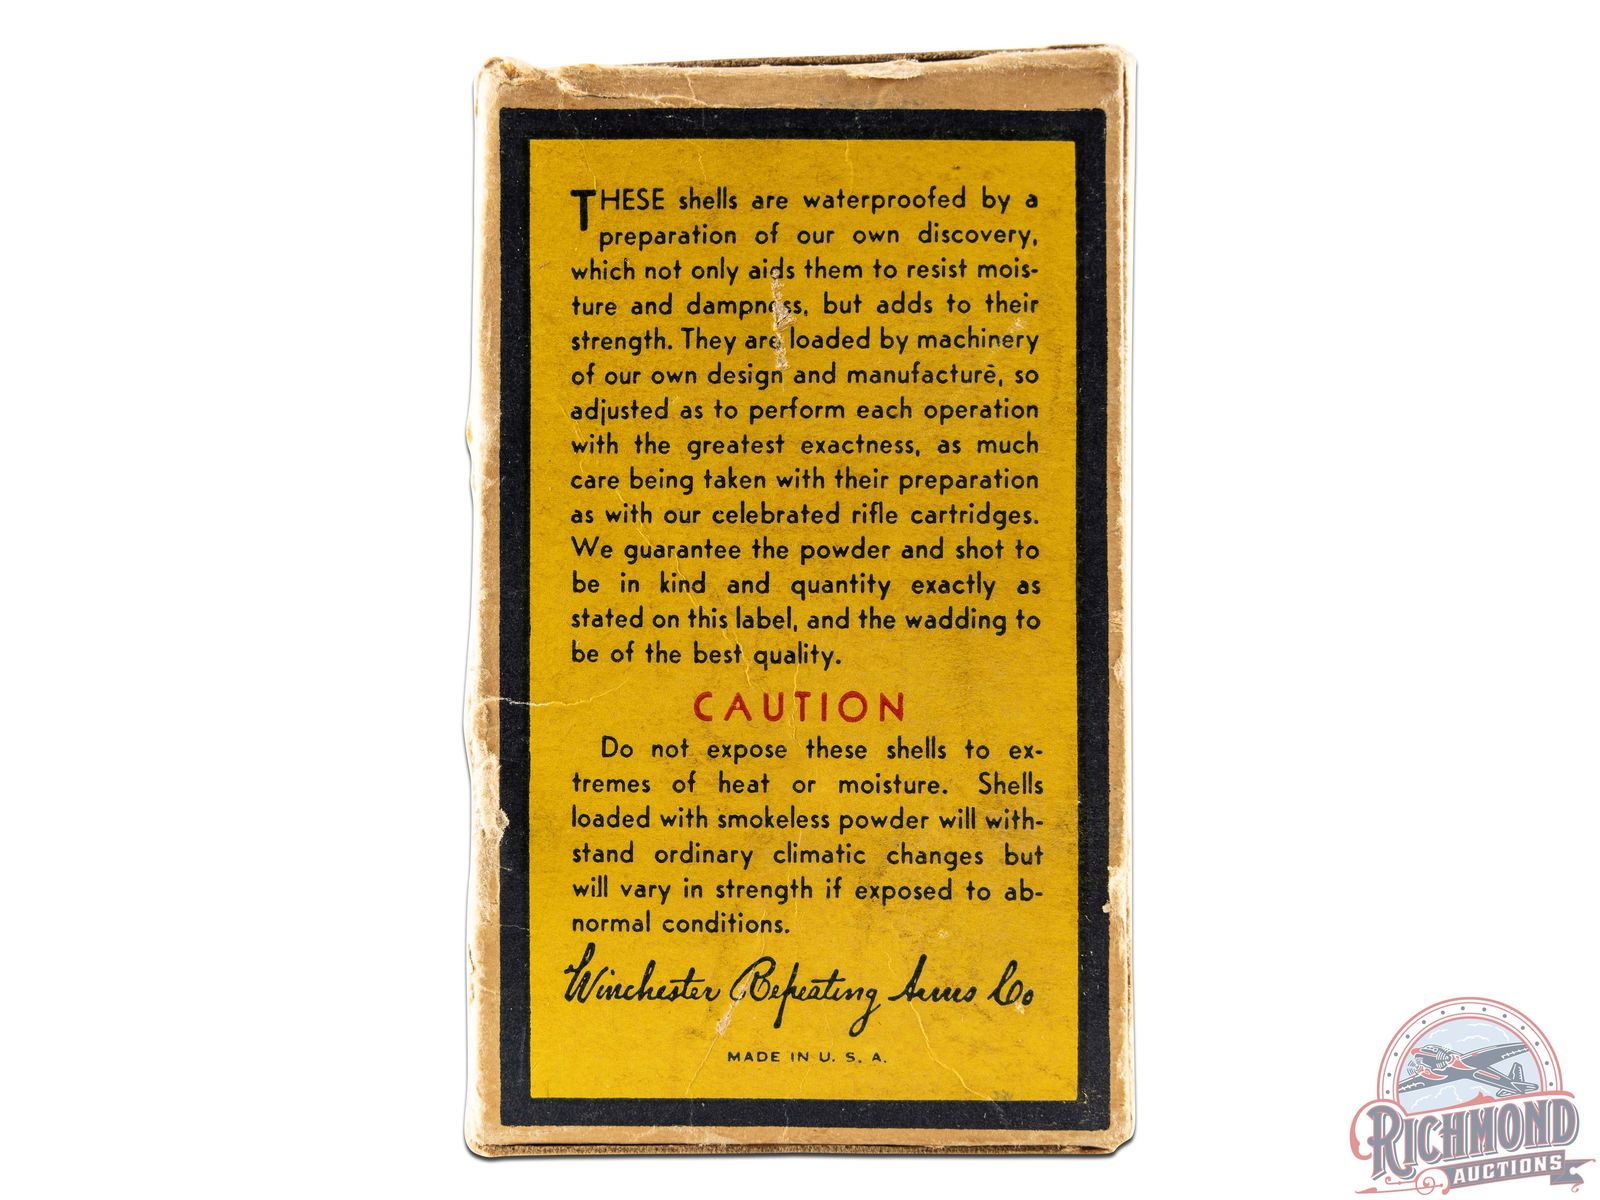 THESE shells are waterproofed by a
preparation of our own discovery,
which not only aids them to resist mois-
ture and dampness, but adds to their
strength. They are loaded by machinery
of our own design and manufacture, so
adjusted as to perform each operation
with the greatest exactness, as much
care being taken with their preparation
as with our celebrated rifle cartridges.
We guarantee the powder and shot to
be in kind and quantity exactly as
stated on this label, and the wadding to
be of the best quality.
CAUTION
Do not expose these shells to ex-
tremes of heat or moisture. Shells
loaded with smokeless powder will with-
stand ordinary climatic changes but
will vary in strength if exposed to ab-
normal conditions.
Winchester Repeating Arms Co
MADE IN U. S. A.
RICHMOND
AUCTIONS